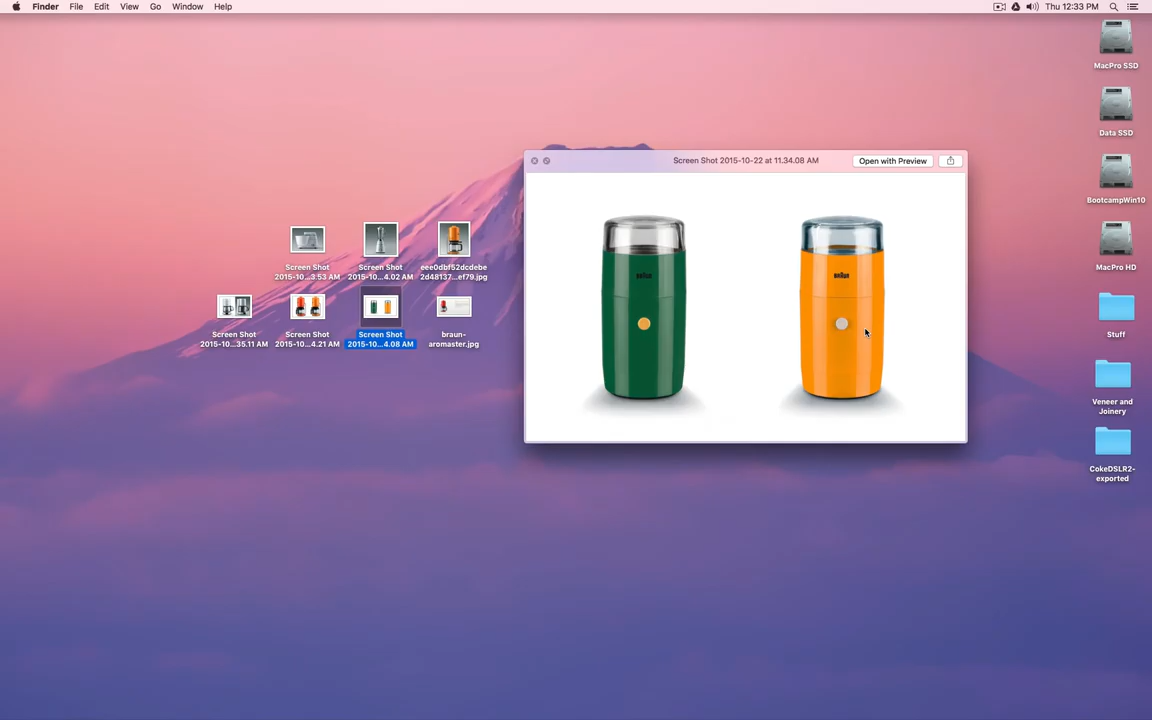 Finder File Edit View Go Window Help Thu 12:33 PM
MacPro SSD
Data SSD
BootcampWin10
MacPro HD
Stuff
Veneer and
Joinery
CokeDSLR2-
exported
Screen Shot 2015-10-22 at 11.34.08 AM Open with Preview
BRAUN BRAUN
Screen Shot
2015-10...3.53 AM
Screen Shot
2015-10...4.02 AM
eee0dbf52dcdebe
2d48137...ef79.jpg
Screen Shot
2015-10...35.11 AM
Screen Shot
2015-10...4.21 AM
Screen Shot
2015-10...4.08 AM
braun-
aromaster.jpg